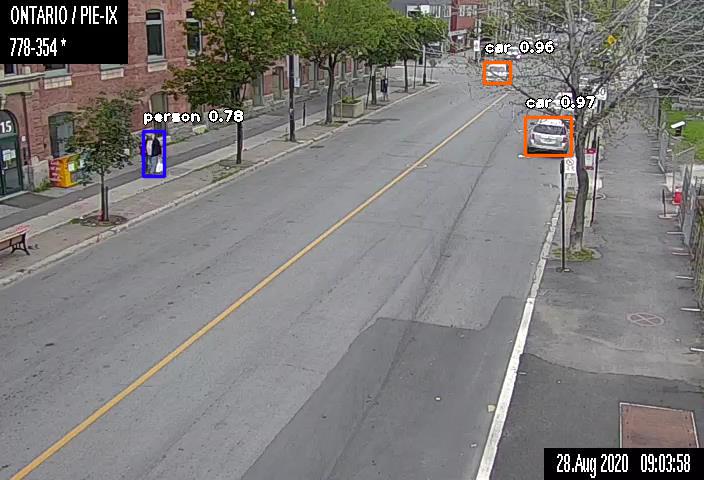 ONTARIO / PIE-IX
778-354 *
car 0.96
car 0.97
person 0.78
15
28.Aug 2020 09:03:58